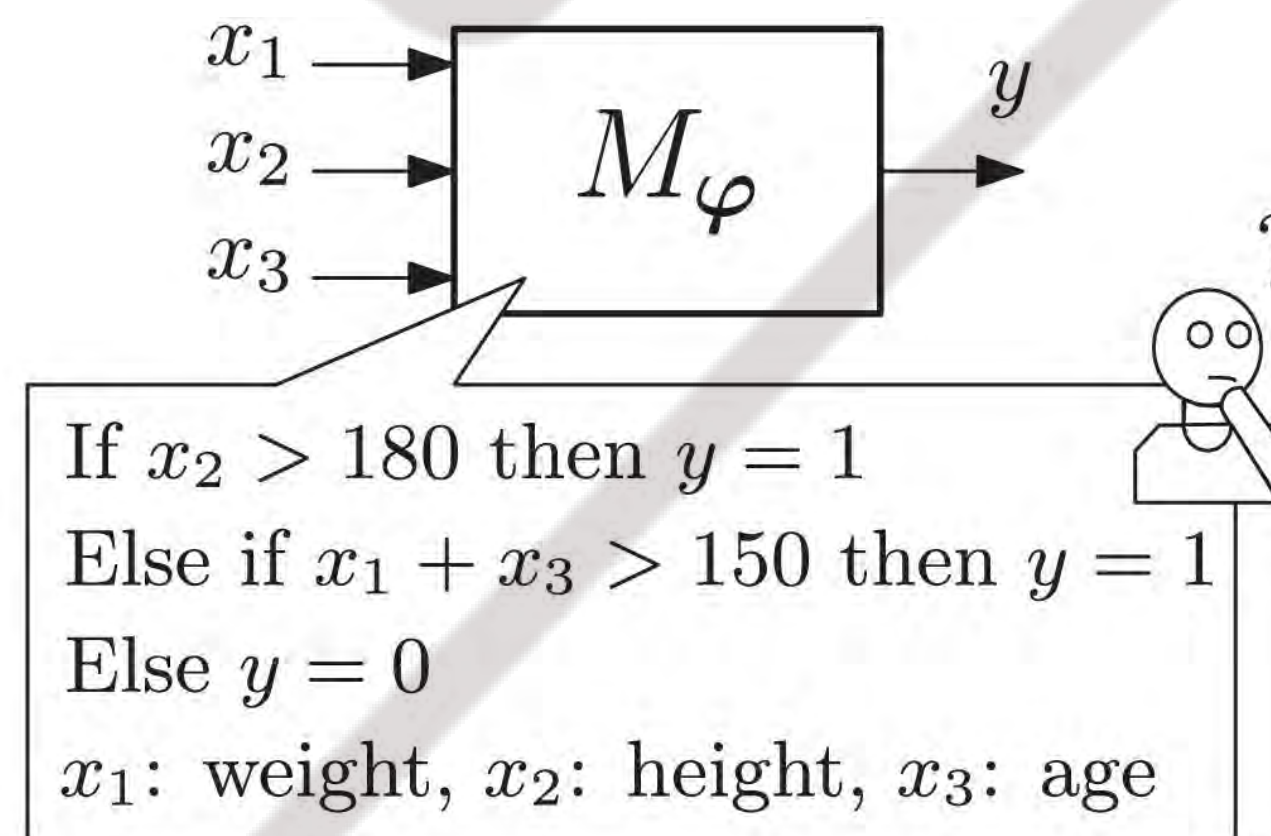 x₁
x₂
x₃
M_φ
y
If x₂ > 180 then y = 1
Else if x₁ + x₃ > 150 then y = 1
Else y = 0
x₁: weight, x₂: height, x₃: age